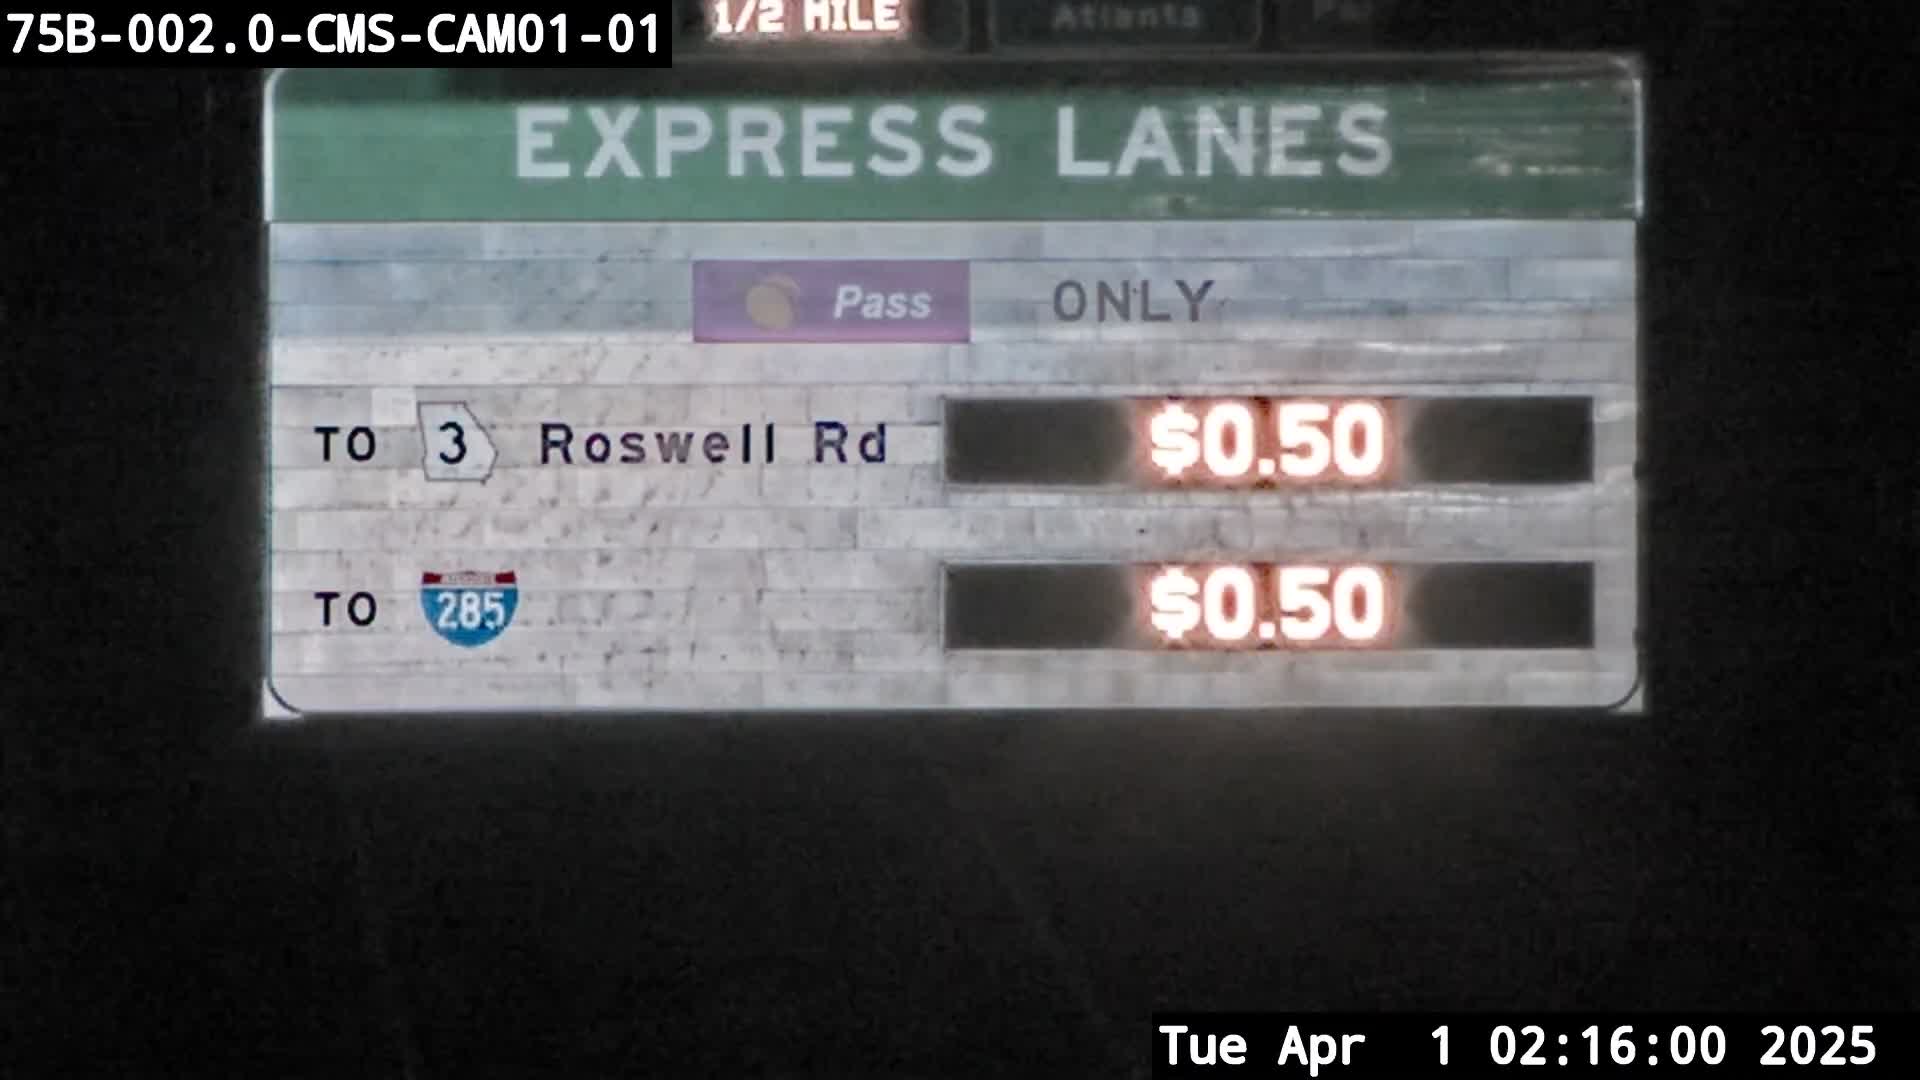 75B-002.0-CMS-CAM01-01
1/2 MILE
Atlanta
EXPRESS LANES
Pass ONLY
TO 3 Roswell Rd $0.50
TO 285 $0.50
Tue Apr 1 02:16:00 2025